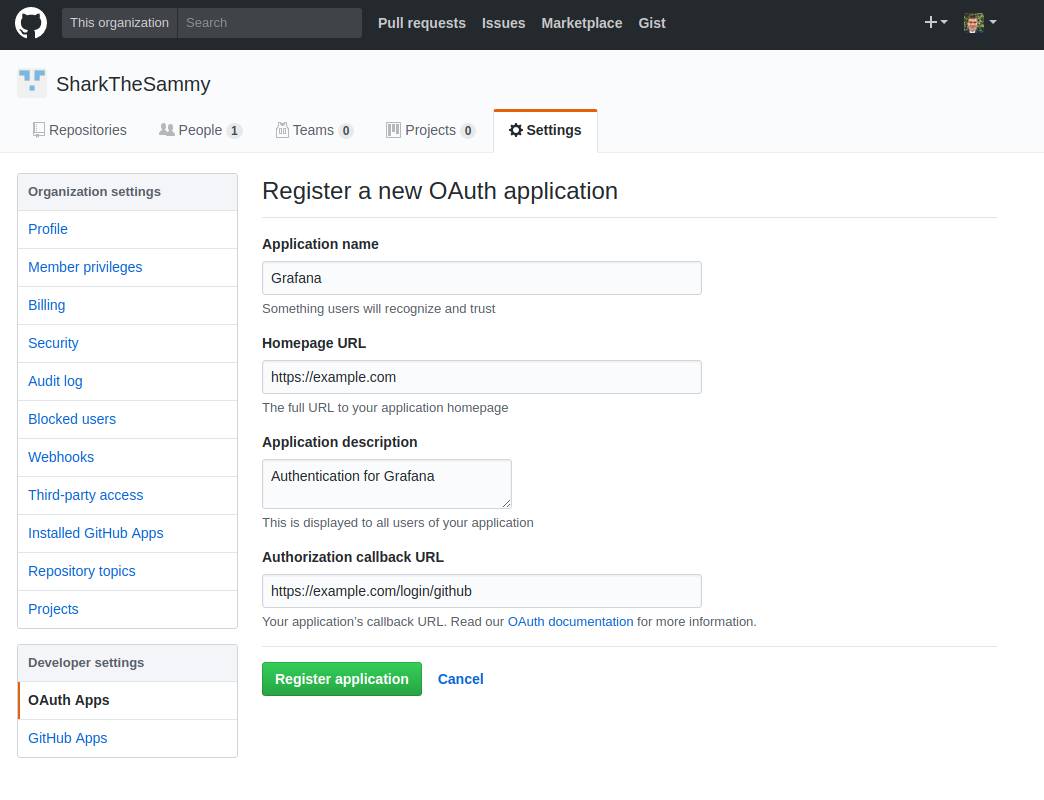 This organization Search Pull requests Issues Marketplace Gist
SharkTheSammy
Repositories People 1 Teams 0 Projects 0 Settings
Organization settings
Profile
Member privileges
Billing
Security
Audit log
Blocked users
Webhooks
Third-party access
Installed GitHub Apps
Repository topics
Projects
Developer settings
OAuth Apps
GitHub Apps
Register a new OAuth application
Application name
Grafana
Something users will recognize and trust
Homepage URL
https://example.com
The full URL to your application homepage
Application description
Authentication for Grafana
This is displayed to all users of your application
Authorization callback URL
https://example.com/login/github
Your application's callback URL. Read our OAuth documentation for more information.
Register application Cancel